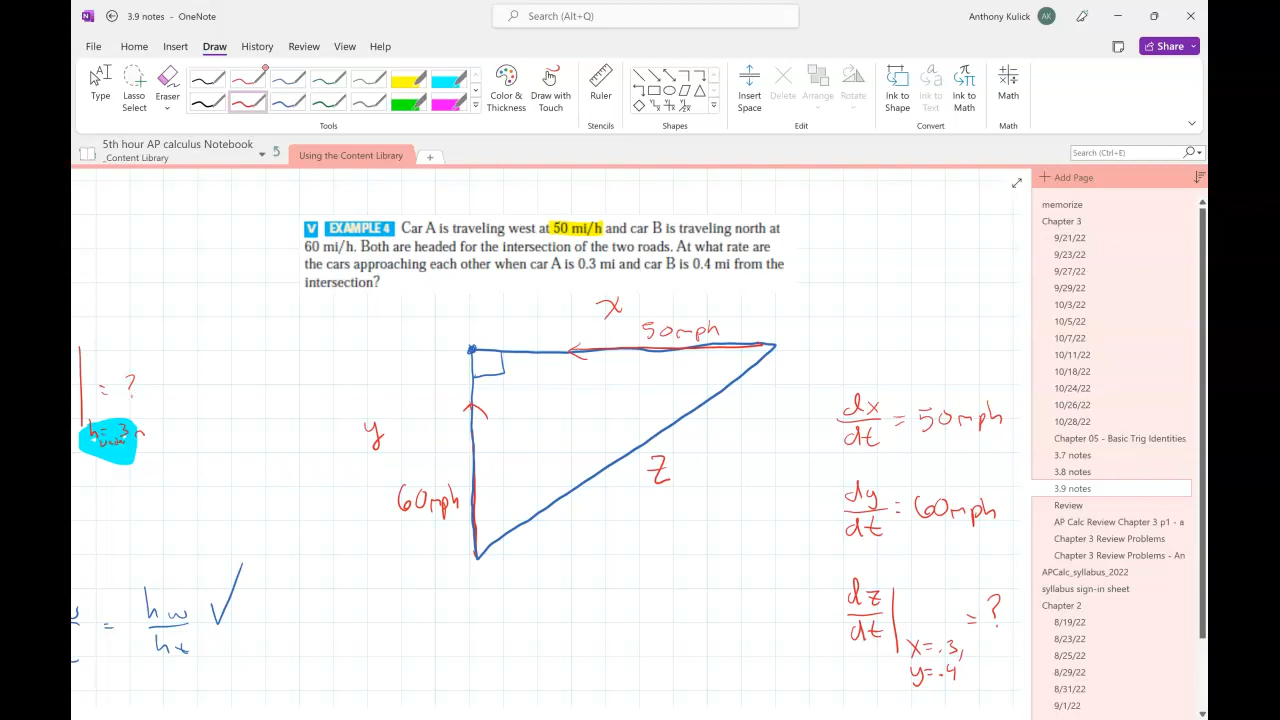 3.9 notes - OneNote
Search (Alt+Q)
Anthony Kulick
AK
File Home Insert Draw History Review View Help
Share
Type
Lasso Select
Eraser
Color & Thickness
Draw with Touch
Ruler
Insert Space
Delete
Arrange
Rotate
Ink to Shape
Ink to Text
Ink to Math
Math
Tools Stencils Shapes Edit Convert Math
5th hour AP calculus Notebook
_Content Library
Using the Content Library
Search (Ctrl+E)
V EXAMPLE 4 Car A is traveling west at 50 mi/h and car B is traveling north at
60 mi/h. Both are headed for the intersection of the two roads. At what rate are
the cars approaching each other when car A is 0.3 mi and car B is 0.4 mi from the
intersection?
x
50mph
= ?
y
z
60mph
dx/dt = 50mph
dy/dt = 60mph
dz/dt | = ?
x=.3,
y=.4
= hw/hx ✓
Add Page
memorize
Chapter 3
9/21/22
9/23/22
9/27/22
9/29/22
10/3/22
10/5/22
10/7/22
10/11/22
10/18/22
10/24/22
10/26/22
10/28/22
Chapter 05 - Basic Trig Identities
3.7 notes
3.8 notes
3.9 notes
Review
AP Calc Review Chapter 3 p1 - a
Chapter 3 Review Problems
Chapter 3 Review Problems - An
APCalc_syllabus_2022
syllabus sign-in sheet
Chapter 2
8/19/22
8/23/22
8/25/22
8/29/22
8/31/22
9/1/22